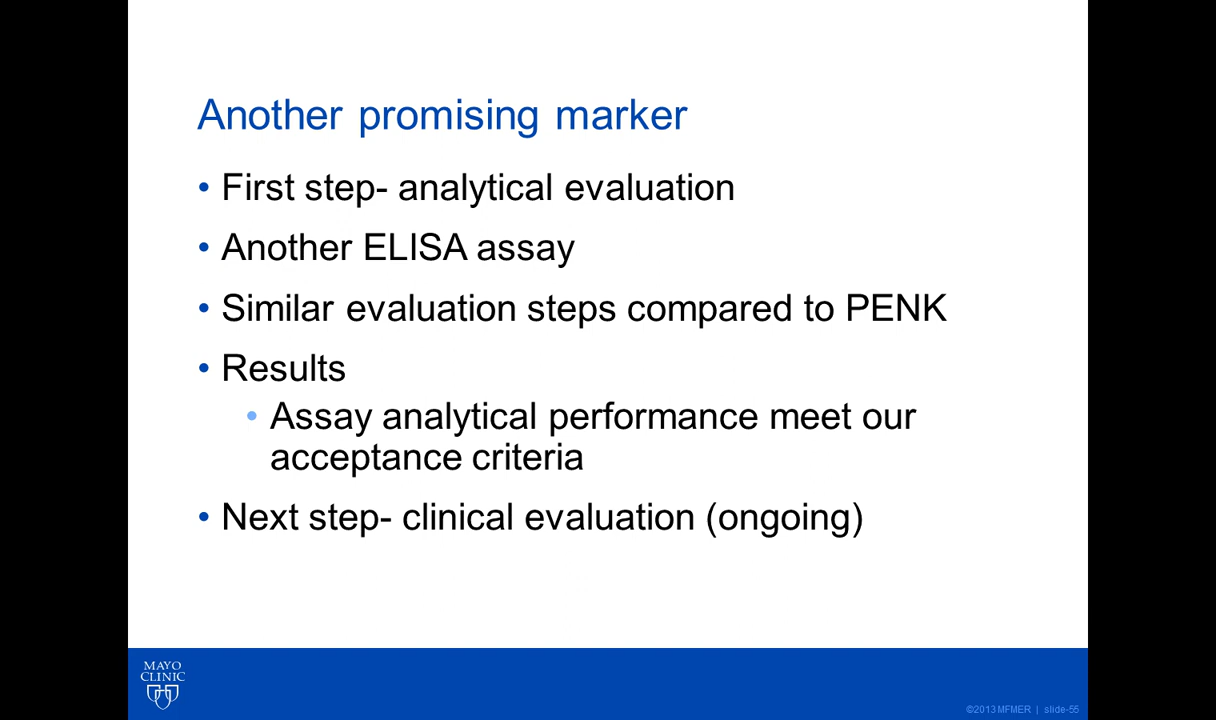 Another promising marker
• First step- analytical evaluation
• Another ELISA assay
• Similar evaluation steps compared to PENK
• Results
• Assay analytical performance meet our
acceptance criteria
• Next step- clinical evaluation (ongoing)
MAYO
CLINIC
©2013 MFMER | slide-55